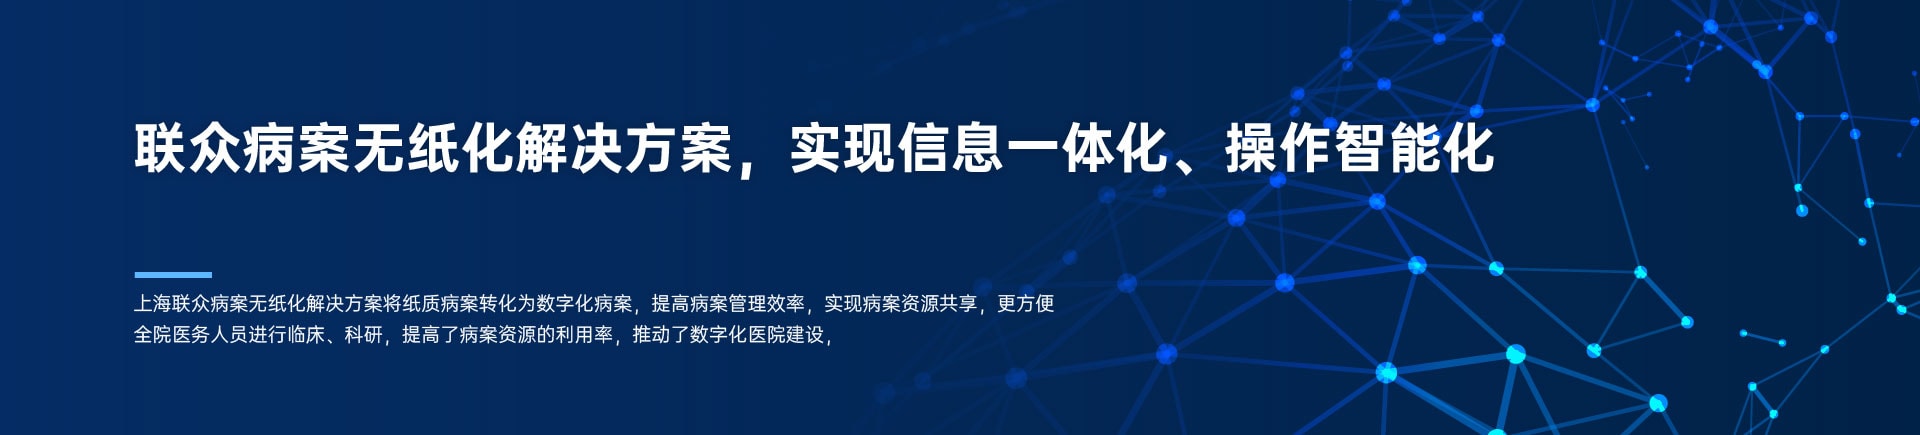 联众病案无纸化解决方案，实现信息一体化、操作智能化
上海联众病案无纸化解决方案将纸质病案转化为数字化病案，提高病案管理效率，实现病案资源共享，更方便
全院医务人员进行临床、科研，提高了病案资源的利用率，推动了数字化医院建设，